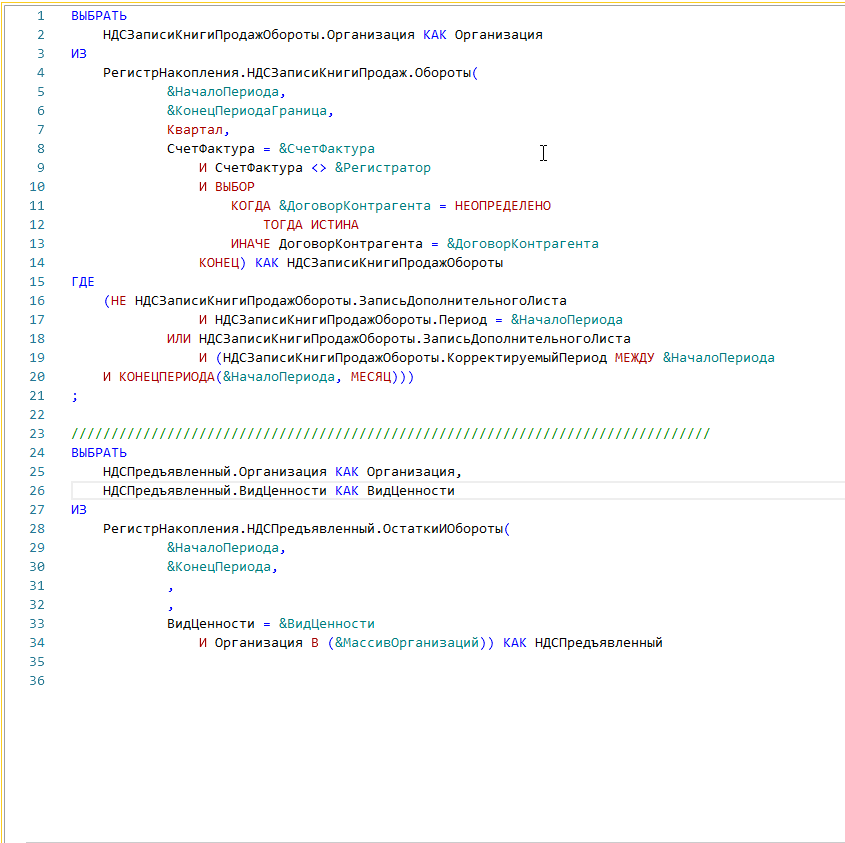 1 ВЫБРАТЬ
2 НДСЗаписиКнигиПродажОбороты.Организация КАК Организация
3 ИЗ
4 РегистрНакопления.НДСЗаписиКнигиПродаж.Обороты(
5 &НачалоПериода,
6 &КонецПериодаГраница,
7 Квартал,
8 СчетФактура = &СчетФактура
9 И СчетФактура <> &Регистратор
10 И ВЫБОР
11 КОГДА &ДоговорКонтрагента = НЕОПРЕДЕЛЕНО
12 ТОГДА ИСТИНА
13 ИНАЧЕ ДоговорКонтрагента = &ДоговорКонтрагента
14 КОНЕЦ) КАК НДСЗаписиКнигиПродажОбороты
15 ГДЕ
16 (НЕ НДСЗаписиКнигиПродажОбороты.ЗаписьДополнительногоЛиста
17 И НДСЗаписиКнигиПродажОбороты.Период = &НачалоПериода
18 ИЛИ НДСЗаписиКнигиПродажОбороты.ЗаписьДополнительногоЛиста
19 И (НДСЗаписиКнигиПродажОбороты.КорректируемыйПериод МЕЖДУ &НачалоПериода
20 И КОНЕЦПЕРИОДА(&НачалоПериода, МЕСЯЦ)))
21 ;
22
23 ////////////////////////////////////////////////////////////////////////////////
24 ВЫБРАТЬ
25 НДСПредъявленный.Организация КАК Организация,
26 НДСПредъявленный.ВидЦенности КАК ВидЦенности
27 ИЗ
28 РегистрНакопления.НДСПредъявленный.ОстаткиИОбороты(
29 &НачалоПериода,
30 &КонецПериода,
31 ,
32 ,
33 ВидЦенности = &ВидЦенности
34 И Организация В (&МассивОрганизаций)) КАК НДСПредъявленный
35
36